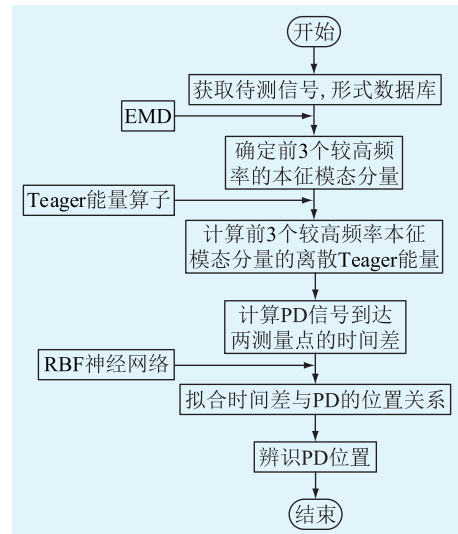 开始
获取待测信号,形式数据库
EMD
确定前3个较高频
率的本征模态分量
Teager能量算子
计算前3个较高频率本征
模态分量的离散Teager能量
计算PD信号到达
两测量点的时间差
RBF神经网络
拟合时间差与PD的位置关系
辨识PD位置
结束